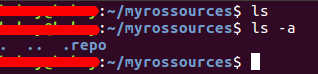 :~/myrossources$ ls
:~/myrossources$ ls -a
. .. .repo
:~/myrossources$